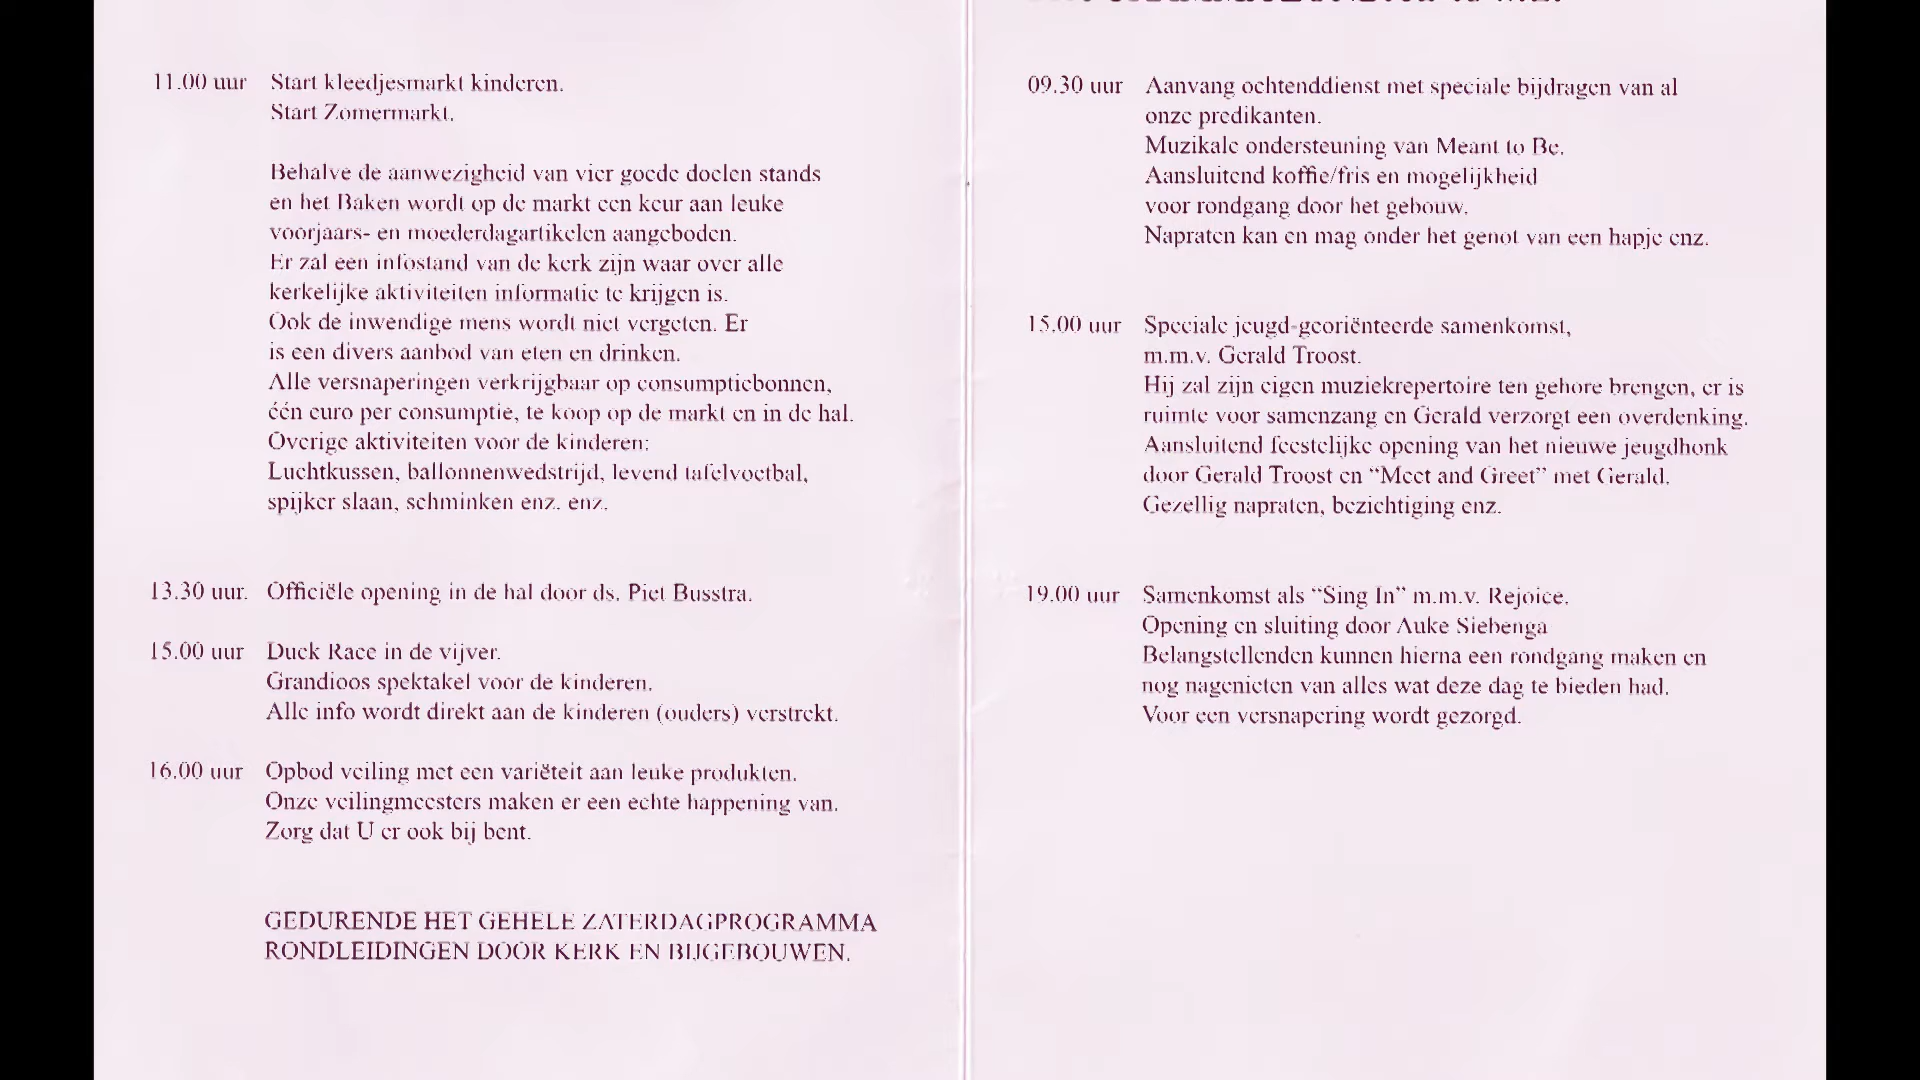 11.00 uur Start kleedjesmarkt kinderen.
Start Zomermarkt.
Behalve de aanwezigheid van vier goede doelen stands
en het Baken wordt op de markt een keur aan leuke
voorjaars- en moederdagartikelen aangeboden.
Er zal een infostand van de kerk zijn waar over alle
kerkelijke aktiviteiten informatie te krijgen is.
Ook de inwendige mens wordt niet vergeten. Er
is een divers aanbod van eten en drinken.
Alle versnaperingen verkrijgbaar op consumptiebonnen,
één euro per consumptie, te koop op de markt en in de hal.
Overige aktiviteiten voor de kinderen:
Luchtkussen, ballonnenwedstrijd, levend tafelvoetbal,
spijker slaan, schminken enz. enz.
13.30 uur. Officiële opening in de hal door ds. Piet Busstra.
15.00 uur Duck Race in de vijver.
Grandioos spektakel voor de kinderen.
Alle info wordt direkt aan de kinderen (ouders) verstrekt.
16.00 uur Opbod veiling met een variëteit aan leuke produkten.
Onze veilingmeesters maken er een echte happening van.
Zorg dat U er ook bij bent.
GEDURENDE HET GEHELE ZATERDAGPROGRAMMA
RONDLEIDINGEN DOOR KERK EN BIJGEBOUWEN.
09.30 uur Aanvang ochtenddienst met speciale bijdragen van al
onze predikanten.
Muzikale ondersteuning van Meant to Be.
Aansluitend koffie/fris en mogelijkheid
voor rondgang door het gebouw.
Napraten kan en mag onder het genot van een hapje enz.
15.00 uur Speciale jeugd-georiënteerde samenkomst,
m.m.v. Gerald Troost.
Hij zal zijn eigen muziekrepertoire ten gehore brengen, er is
ruimte voor samenzang en Gerald verzorgt een overdenking.
Aansluitend feestelijke opening van het nieuwe jeugdhonk
door Gerald Troost en “Meet and Greet” met Gerald.
Gezellig napraten, bezichtiging enz.
19.00 uur Samenkomst als “Sing In” m.m.v. Rejoice.
Opening en sluiting door Auke Siebenga
Belangstellenden kunnen hierna een rondgang maken en
nog nagenieten van alles wat deze dag te bieden had.
Voor een versnapering wordt gezorgd.